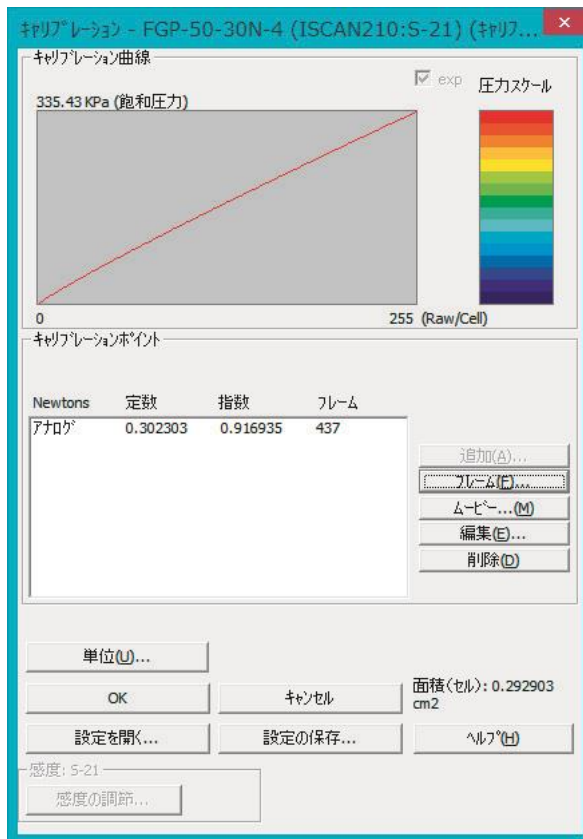 ｷｬﾘﾌﾞﾚｰｼｮﾝ - FGP-50-30N-4 (ISCAN210:S-21) (ｷｬﾘﾌ...
ｷｬﾘﾌﾞﾚｰｼｮﾝ曲線
exp
圧力ｽｹｰﾙ
335.43 KPa (飽和圧力)
0
255 (Raw/Cell)
ｷｬﾘﾌﾞﾚｰｼｮﾝﾎﾟｲﾝﾄ
Newtons 定数 指数 ﾌﾚｰﾑ
ｱﾅﾛｸﾞ 0.302303 0.916935 437
追加(A)...
ﾌﾚｰﾑ(F)...
ﾑｰﾋﾞｰ...(M)
編集(E)...
削除(D)
単位(U)...
OK
ｷｬﾝｾﾙ
面積(ｾﾙ): 0.292903
cm2
設定を開く...
設定の保存...
ﾍﾙﾌﾟ(H)
感度: S-21
感度の調節...